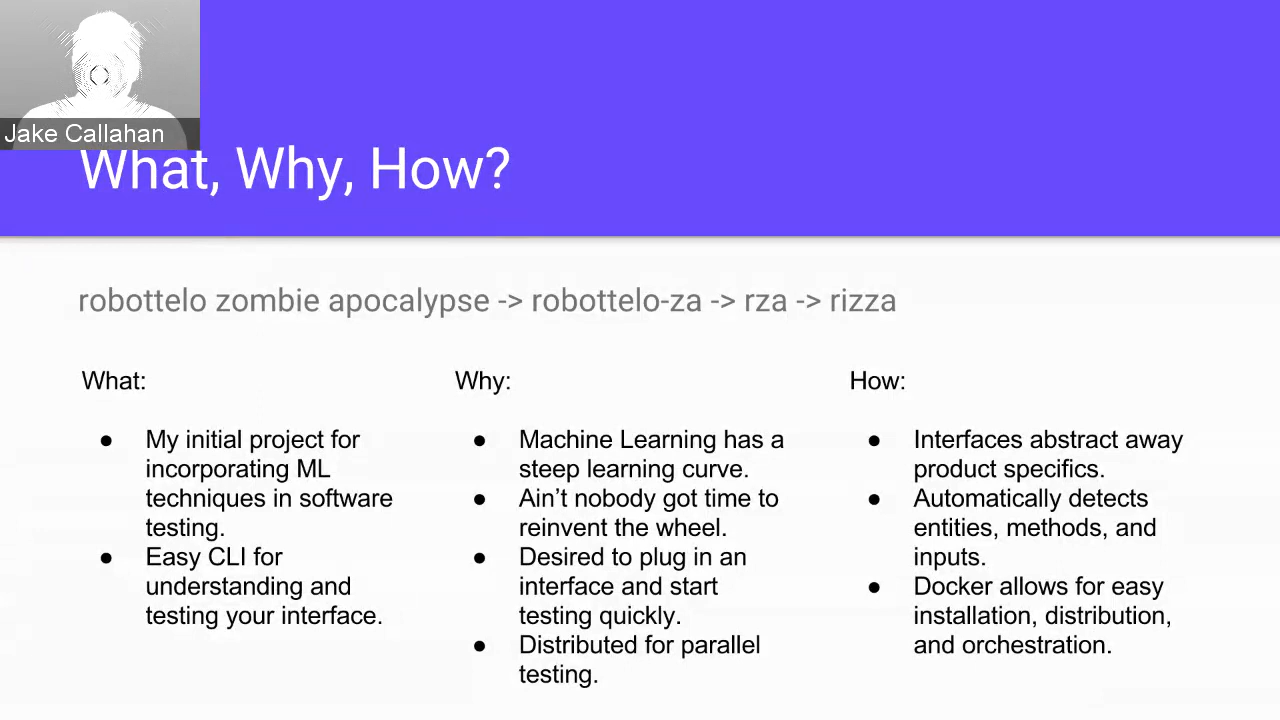 Jake Callahan
What, Why, How?
robottelo zombie apocalypse -> robottelo-za -> rza -> rizza
What:
● My initial project for
incorporating ML
techniques in software
testing.
● Easy CLI for
understanding and
testing your interface.
Why:
● Machine Learning has a
steep learning curve.
● Ain’t nobody got time to
reinvent the wheel.
● Desired to plug in an
interface and start
testing quickly.
● Distributed for parallel
testing.
How:
● Interfaces abstract away
product specifics.
● Automatically detects
entities, methods, and
inputs.
● Docker allows for easy
installation, distribution,
and orchestration.